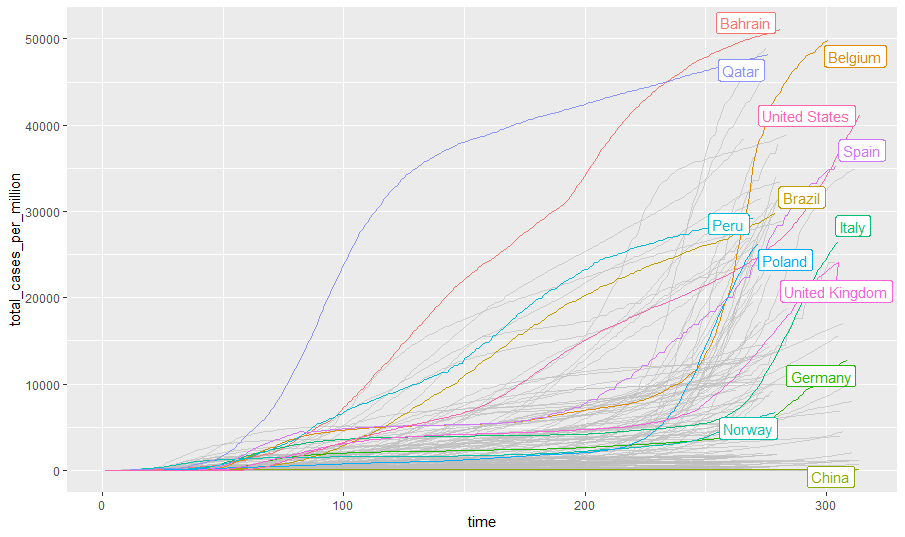 total_cases_per_million
50000
40000
30000
20000
10000
0
Bahrain
Belgium
Qatar
United States
Spain
Brazil
Peru
Italy
Poland
United Kingdom
Germany
Norway
China
0
100
200
300
time